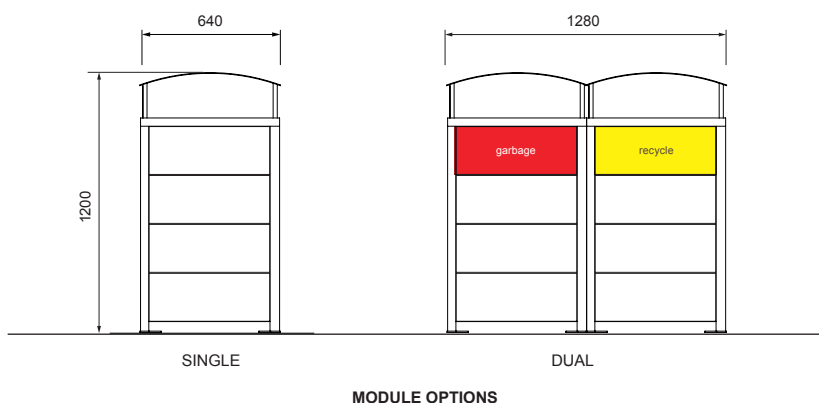 640
1280
garbage
recycle
1200
SINGLE
DUAL
MODULE OPTIONS